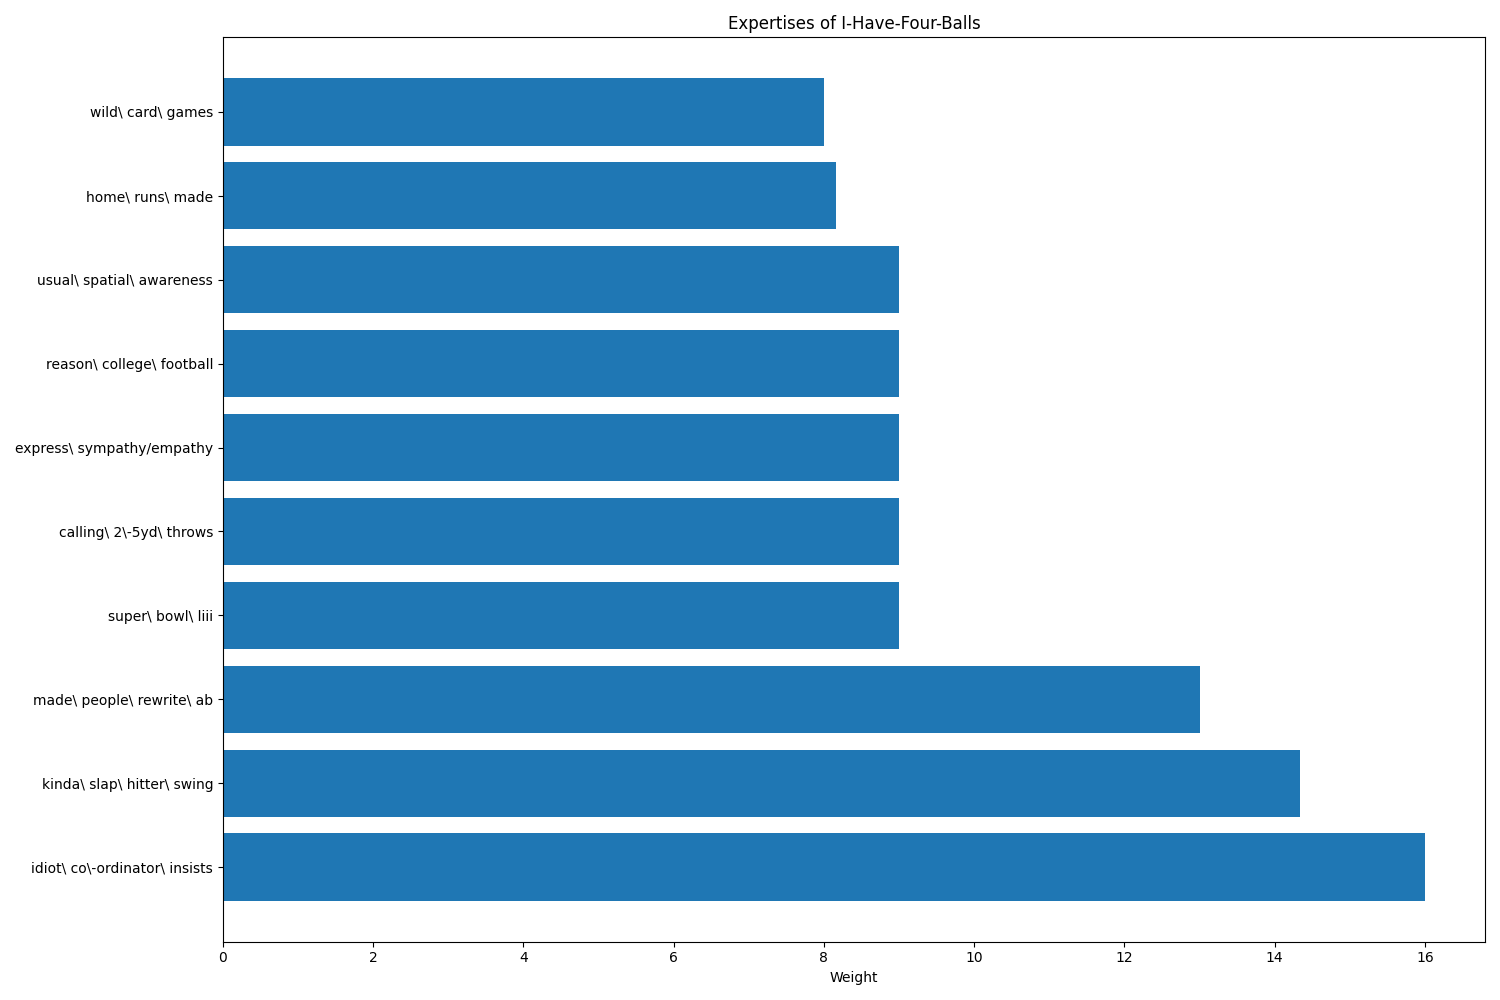 Expertises of I-Have-Four-Balls
wild\ card\ games
home\ runs\ made
usual\ spatial\ awareness
reason\ college\ football
express\ sympathy/empathy
calling\ 2\-5yd\ throws
super\ bowl\ liii
made\ people\ rewrite\ ab
kinda\ slap\ hitter\ swing
idiot\ co\-ordinator\ insists
0 2 4 6 8 10 12 14 16
Weight